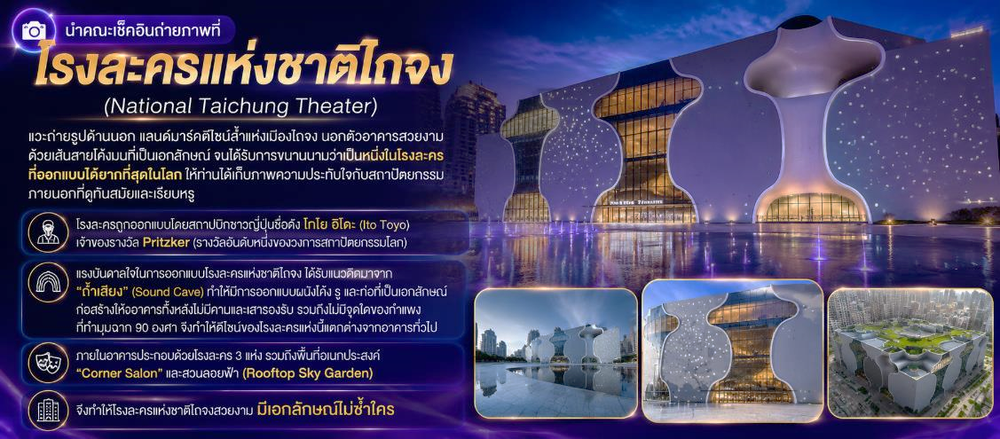 นำคณะเช็คอินถ่ายภาพที่
โรงละครแห่งชาติไถจง
(National Taichung Theater)
แวะถ่ายรูปด้านนอก แลนด์มาร์คดีไซน์ล้ำแห่งเมืองไถจง นอกตัวอาคารสวยงาม
ด้วยเส้นสายโค้งมนที่เป็นเอกลักษณ์ จนได้รับการขนานนามว่าเป็นหนึ่งในโรงละคร
ที่ออกแบบได้ยากที่สุดในโลก ให้ท่านได้เก็บภาพความประทับใจกับสถาปัตยกรรม
ภายนอกที่ดูทันสมัยและเรียบหรู
โรงละครถูกออกแบบโดยสถาปนิกชาวญี่ปุ่นชื่อดัง โทโย อิโตะ (Ito Toyo)
เจ้าของรางวัล Pritzker (รางวัลอันดับหนึ่งของวงการสถาปัตยกรรมโลก)
แรงบันดาลใจในการออกแบบโรงละครแห่งชาติไถจง ได้รับแนวคิดมาจาก
“ถ้ำเสียง” (Sound Cave) ทำให้มีการออกแบบผนังโค้ง รู และท่อที่เป็นเอกลักษณ์
ก่อสร้างให้ออาคารทั้งหลังไม่มีคามและเสารองรับ รวมถึงไม่มีจุดใดของกำแพง
ที่ทำมุมฉาก 90 องศา จึงทำให้ดีไซน์ของโรงละครแห่งนี้แตกต่างจากอาคารทั่วไป
ภายในอาคารประกอบด้วยโรงละคร 3 แห่ง รวมถึงพื้นที่อเนกประสงค์
“Corner Salon” และสวนลอยฟ้า (Rooftop Sky Garden)
จึงทำให้โรงละครแห่งชาติไถจงสวยงาม มีเอกลักษณ์ไม่ซ้ำใคร